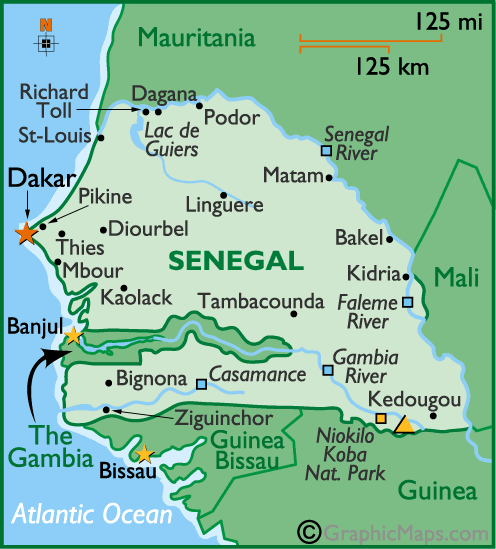 N
125 mi
125 km
Mauritania
Richard
Toll
Dagana
Podor
St-Louis
Lac de
Guiers
Senegal
River
Matam
Dakar
Pikine
Linguere
Thies
Diourbel
Bakel
Mbour
SENEGAL
Kidria
Mali
Kaolack
Tambacounda
Faleme
River
Banjul
Gambia
River
Bignona
Casamance
Kedougou
Ziguinchor
The
Gambia
Bissau
Guinea
Bissau
Niokilo
Koba
Nat. Park
Guinea
Atlantic Ocean
©GraphicMaps.com